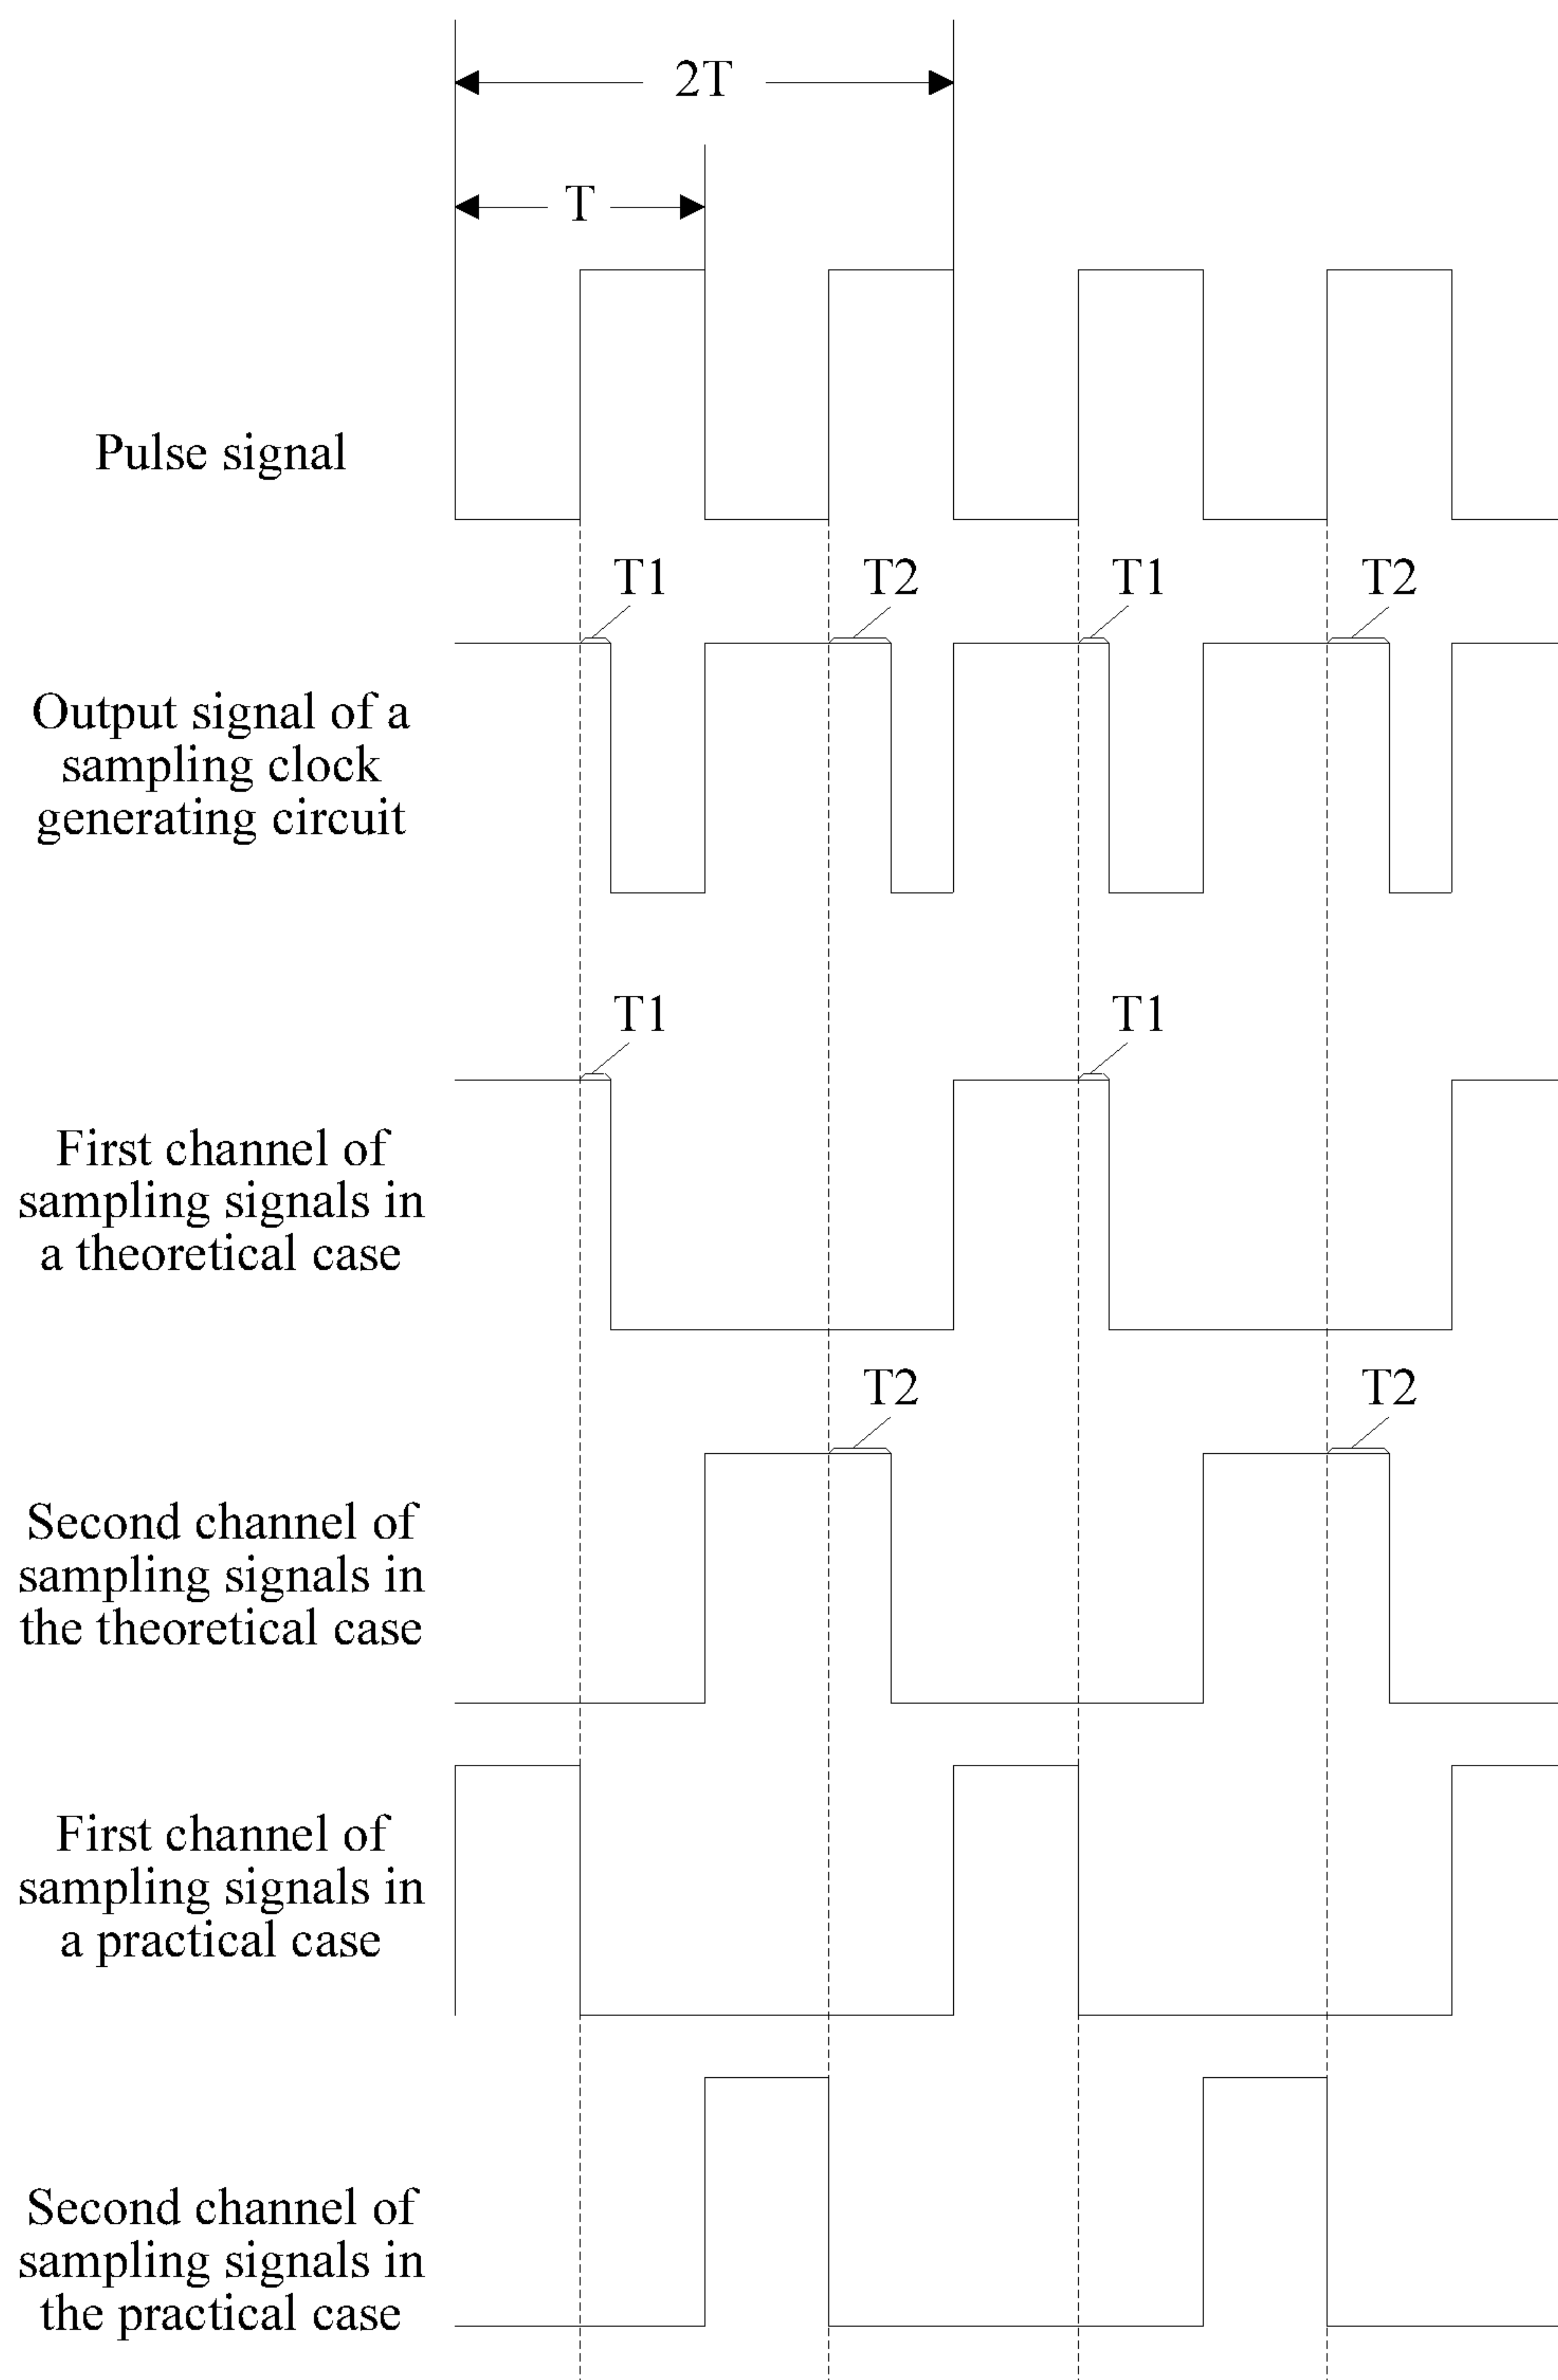 2T
T
Pulse signal
T1
T2
T1
T2
Output signal of a
sampling clock
generating circuit
T1
T1
First channel of
sampling signals in
a theoretical case
T2
T2
Second channel of
sampling signals in
the theoretical case
First channel of
sampling signals in
a practical case
Second channel of
sampling signals in
the practical case